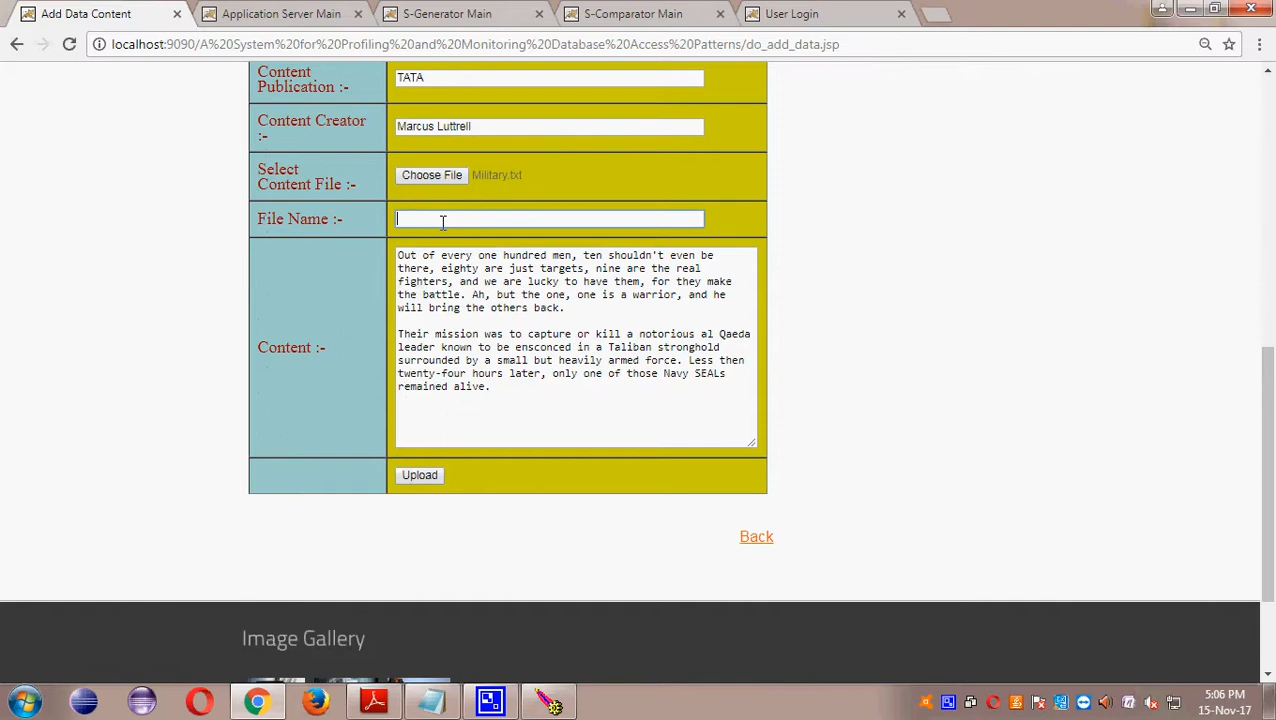 Add Data Content
Application Server Main
S-Generator Main
S-Comparator Main
User Login
localhost:9090/A%20System%20for%20Profiling%20and%20Monitoring%20Database%20Access%20Patterns/do_add_data.jsp
Content
Publication :-
TATA
Content Creator
:-
Marcus Luttrell
Select
Content File :-
Choose File Military.txt
File Name :-
Content :-
Out of every one hundred men, ten shouldn't even be
there, eighty are just targets, nine are the real
fighters, and we are lucky to have them, for they make
the battle. Ah, but the one, one is a warrior, and he
will bring the others back.
Their mission was to capture or kill a notorious al Qaeda
leader known to be ensconced in a Taliban stronghold
surrounded by a small but heavily armed force. Less then
twenty-four hours later, only one of those Navy SEALs
remained alive.
Upload
Back
Image Gallery
5:06 PM
15-Nov-17